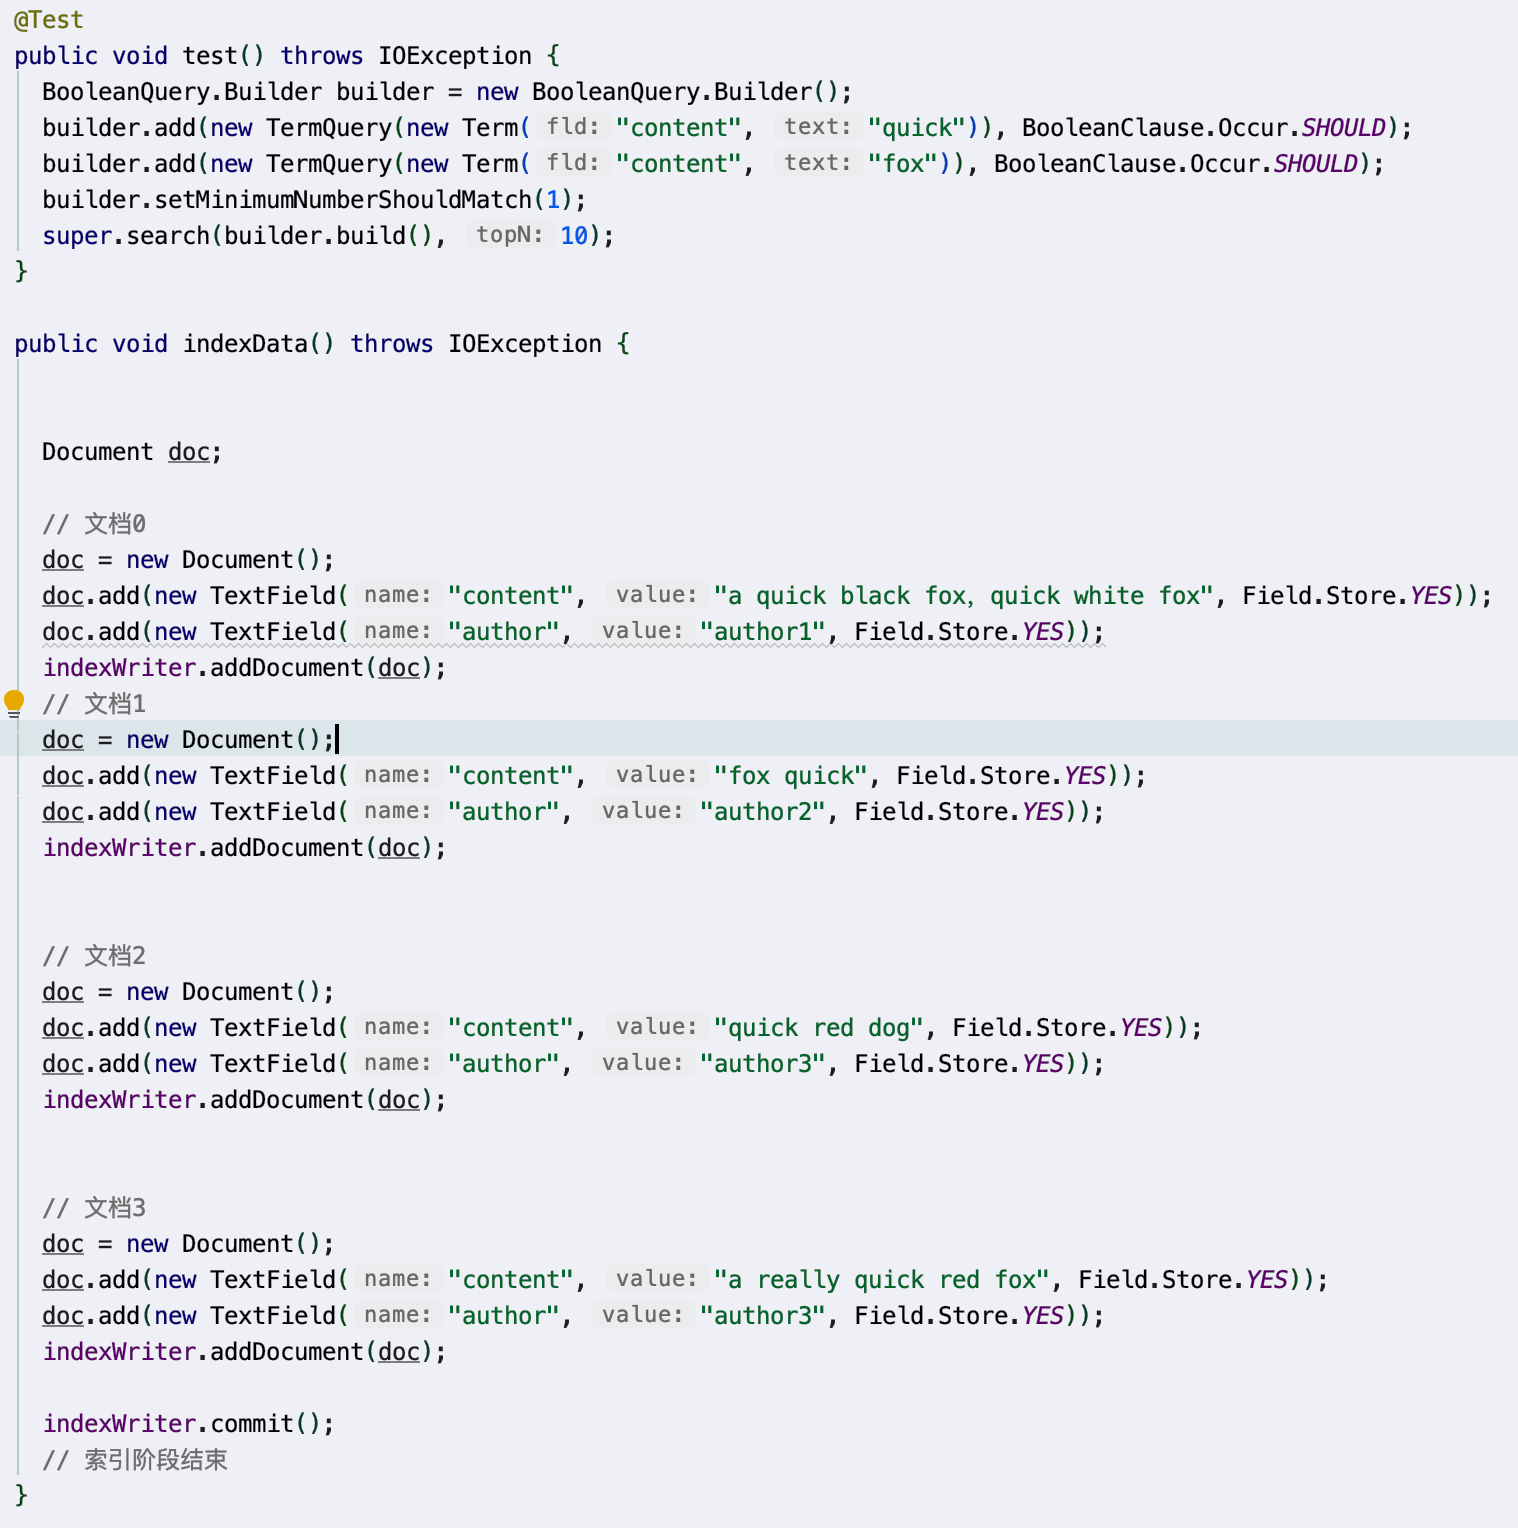 @Test
public void test() throws IOException {
BooleanQuery.Builder builder = new BooleanQuery.Builder();
builder.add(new TermQuery(new Term( fld: "content", text: "quick")), BooleanClause.Occur.SHOULD);
builder.add(new TermQuery(new Term( fld: "content", text: "fox")), BooleanClause.Occur.SHOULD);
builder.setMinimumNumberShouldMatch(1);
super.search(builder.build(), topN: 10);
}
public void indexData() throws IOException {
Document doc;
// 文档0
doc = new Document();
doc.add(new TextField( name: "content", value: "a quick black fox, quick white fox", Field.Store.YES));
doc.add(new TextField( name: "author", value: "author1", Field.Store.YES));
indexWriter.addDocument(doc);
// 文档1
doc = new Document();
doc.add(new TextField( name: "content", value: "fox quick", Field.Store.YES));
doc.add(new TextField( name: "author", value: "author2", Field.Store.YES));
indexWriter.addDocument(doc);
// 文档2
doc = new Document();
doc.add(new TextField( name: "content", value: "quick red dog", Field.Store.YES));
doc.add(new TextField( name: "author", value: "author3", Field.Store.YES));
indexWriter.addDocument(doc);
// 文档3
doc = new Document();
doc.add(new TextField( name: "content", value: "a really quick red fox", Field.Store.YES));
doc.add(new TextField( name: "author", value: "author3", Field.Store.YES));
indexWriter.addDocument(doc);
indexWriter.commit();
// 索引阶段结束
}